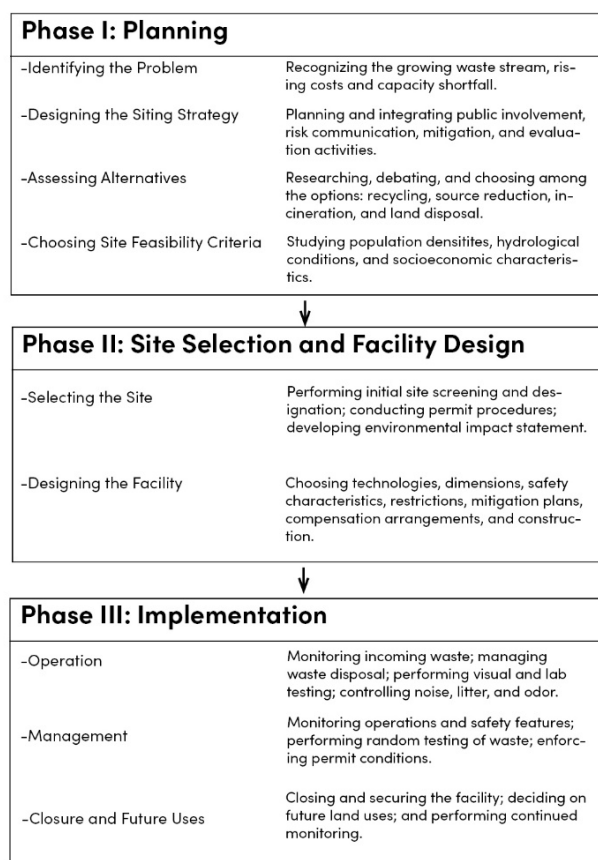 Phase I: Planning
-Identifying the Problem
Recognizing the growing waste stream, ris-
ing costs and capacity shortfall.
-Designing the Siting Strategy
Planning and integrating public involvement,
risk communication, mitigation, and evalua-
tion activities.
-Assessing Alternatives
Researching, debating, and choosing among
the options: recycling, source reduction, in-
cineration, and land disposal.
-Choosing Site Feasibility Criteria
Studying population densitites, hydrological
conditions, and socioeconomic characteris-
tics.
Phase II: Site Selection and Facility Design
-Selecting the Site
Performing initial site screening and des-
ignation; conducting permit procedures;
developing environmental impact statement.
-Designing the Facility
Choosing technologies, dimensions, safety
characteristics, restrictions, mitigation plans,
compensation arrangements, and construc-
tion.
Phase III: Implementation
-Operation
Monitoring incoming waste; managing
waste disposal; performing visual and lab
testing; controlling noise, litter, and odor.
-Management
Monitoring operations and safety features;
performing random testing of waste; enforc-
ing permit conditions.
-Closure and Future Uses
Closing and securing the facility; deciding on
future land uses; and performing continued
monitoring.